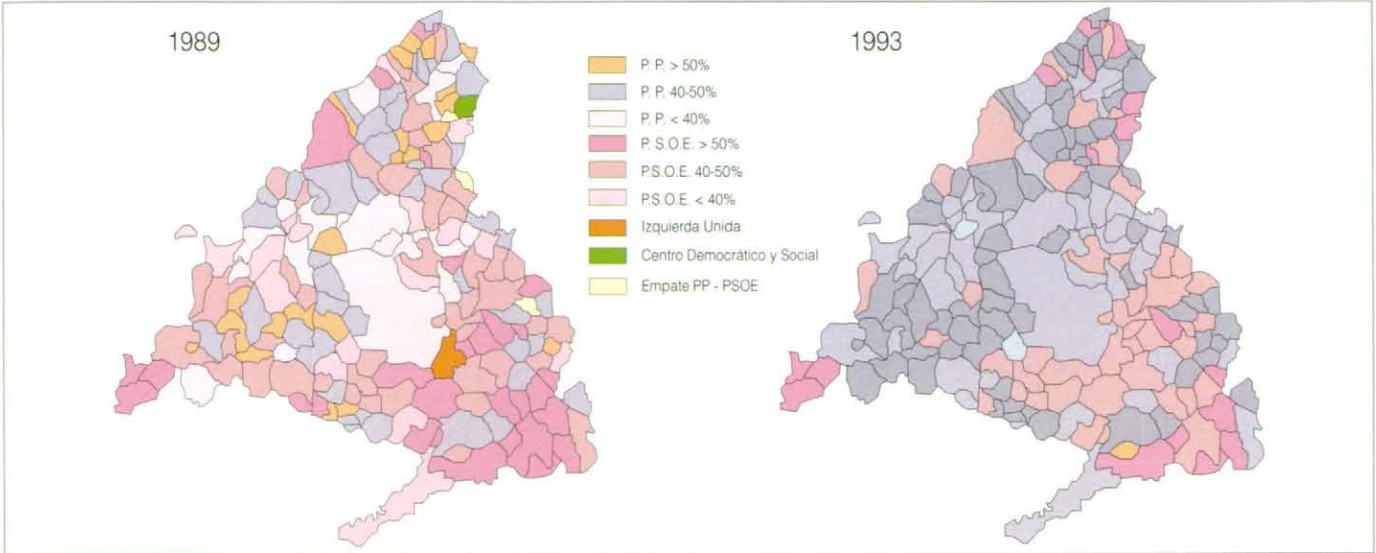 1989
1993
P. P. > 50%
P. P. 40-50%
P. P. < 40%
P. S.O.E. > 50%
P.S.O.E. 40-50%
P.S.O.E. < 40%
Izquierda Unida
Centro Democrático y Social
Empate PP - PSOE